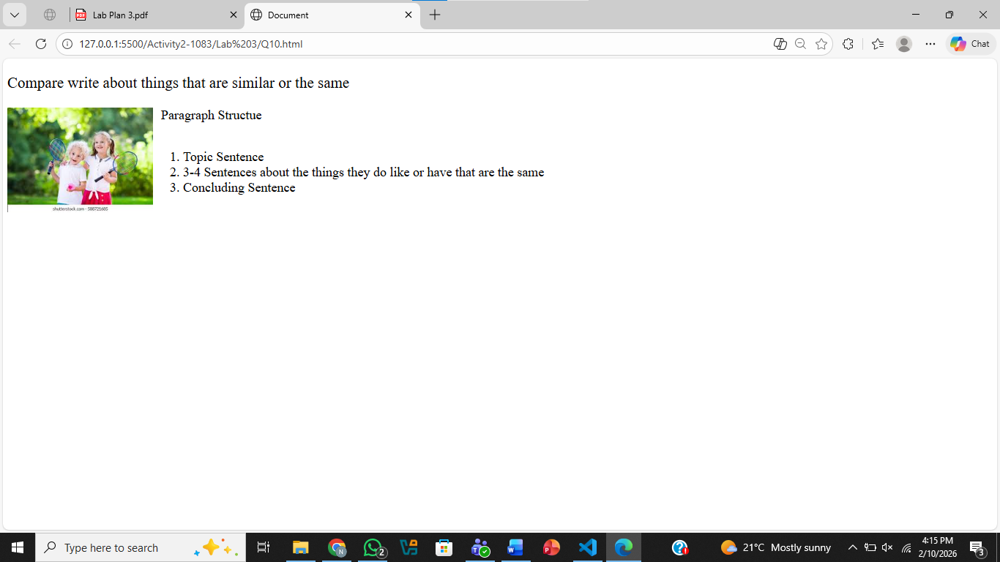 Lab Plan 3.pdf
Document
127.0.0.1:5500/Activity2-1083/Lab%203/Q10.html
Chat
Compare write about things that are similar or the same
Paragraph Structue
1. Topic Sentence
2. 3-4 Sentences about the things they do like or have that are the same
3. Concluding Sentence
shutterstock.com · 588721685
Type here to search
N
2
21°C Mostly sunny
4:15 PM
2/10/2026
3